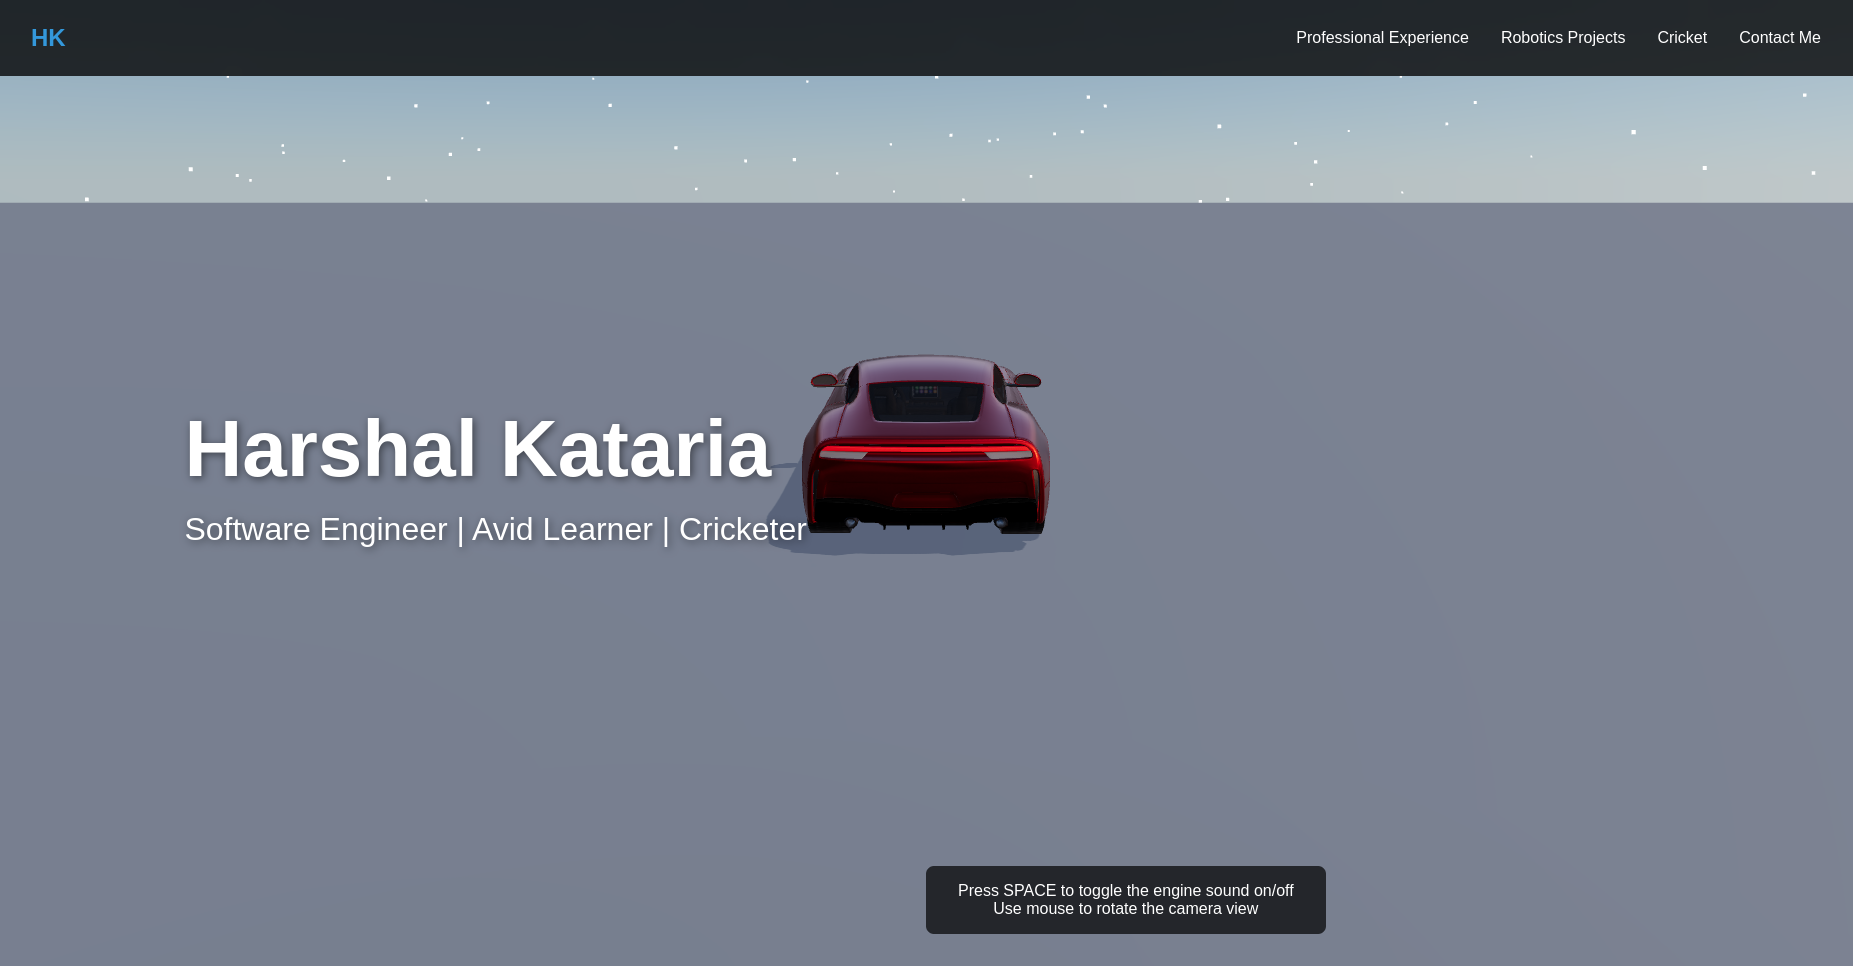 HK
Professional Experience
Robotics Projects
Cricket
Contact Me
Harshal Kataria
Software Engineer | Avid Learner | Cricketer
Press SPACE to toggle the engine sound on/off
Use mouse to rotate the camera view